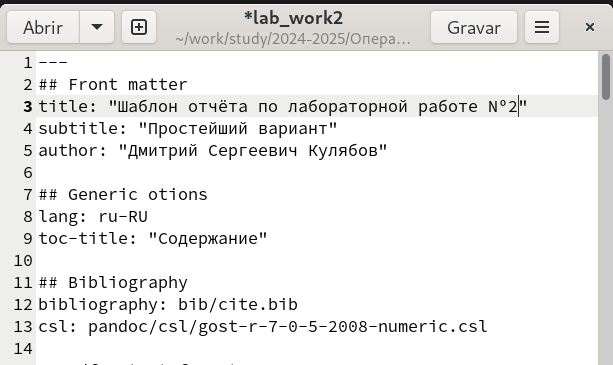 Abrir
*lab_work2
~/work/study/2024-2025/Опера…
Gravar
1 ---
2 ## Front matter
3 title: "Шаблон отчёта по лабораторной работе Nº2"
4 subtitle: "Простейший вариант"
5 author: "Дмитрий Сергеевич Кулябов"
6
7 ## Generic otions
8 lang: ru-RU
9 toc-title: "Содержание"
10
11 ## Bibliography
12 bibliography: bib/cite.bib
13 csl: pandoc/csl/gost-r-7-0-5-2008-numeric.csl
14